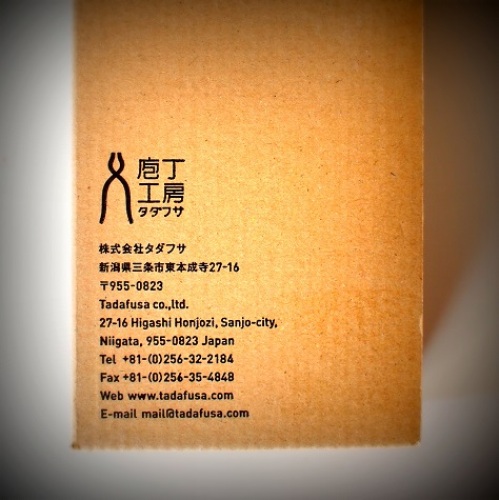 庖丁
工房
タダフサ
株式会社タダフサ
新潟県三条市東本成寺27-16
〒955-0823
Tadafusa co.,ltd.
27-16 Higashi Honjozi, Sanjo-city,
Niigata, 955-0823 Japan
Tel +81-(0)256-32-2184
Fax +81-(0)256-35-4848
Web www.tadafusa.com
E-mail mail@tadafusa.com